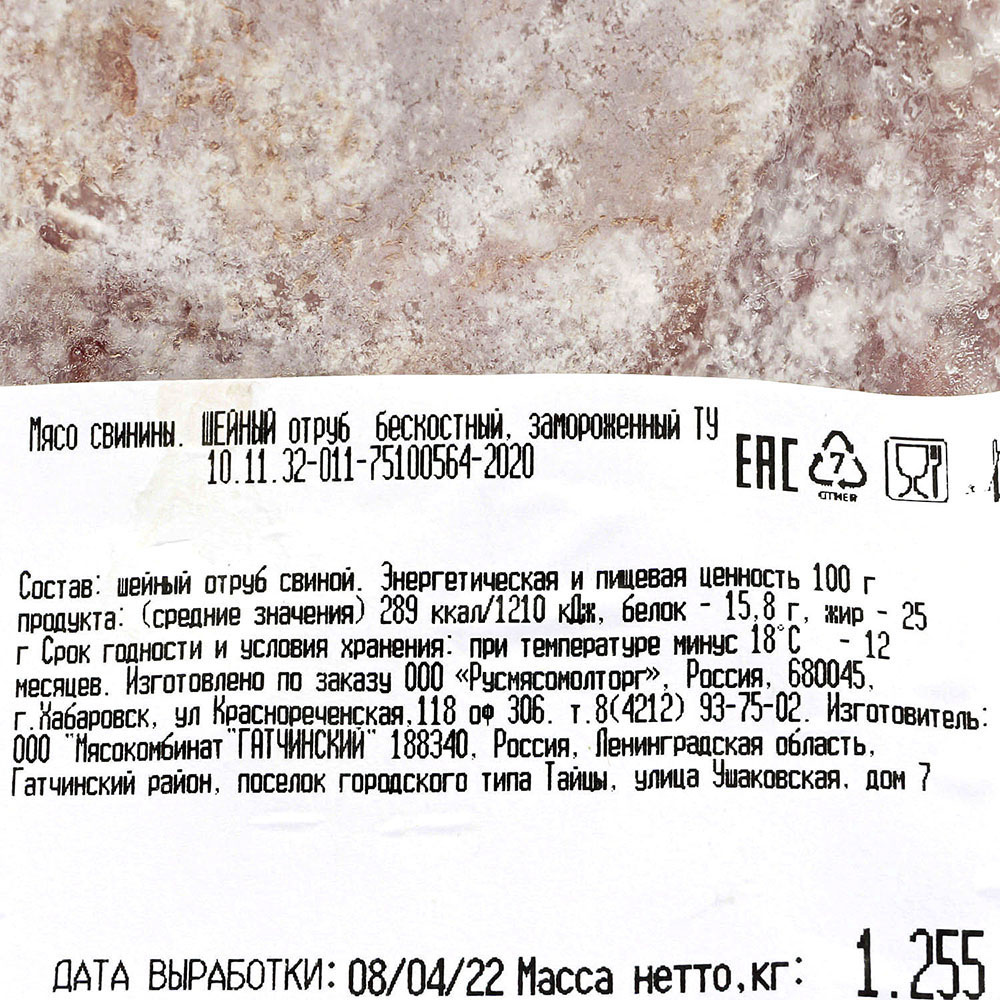 Мясо свинины. ШЕЙНЫЙ отруб бескостный, замороженный ТУ
10.11.32-011-75100564-2020
EAC
7
OTHER
Состав: шейный отруб свиной. Энергетическая и пищевая ценность 100 г
продукта: (средние значения) 289 ккал/1210 кДж, белок - 15,8 г, жир - 25
г Срок годности и условия хранения: при температуре минус 18°С - 12
месяцев. Изготовлено по заказу ООО «Русмясомолторг», Россия, 680045,
г.Хабаровск, ул Краснореченская,118 оф 306. т.8(4212) 93-75-02. Изготовитель:
ООО "Мясокомбинат"ГАТЧИНСКИЙ" 188340, Россия, Ленинградская область,
Гатчинский район, поселок городского типа Тайцы, улица Ушаковская, дом 7
ДАТА ВЫРАБОТКИ: 08/04/22 Масса нетто,кг: 1.255